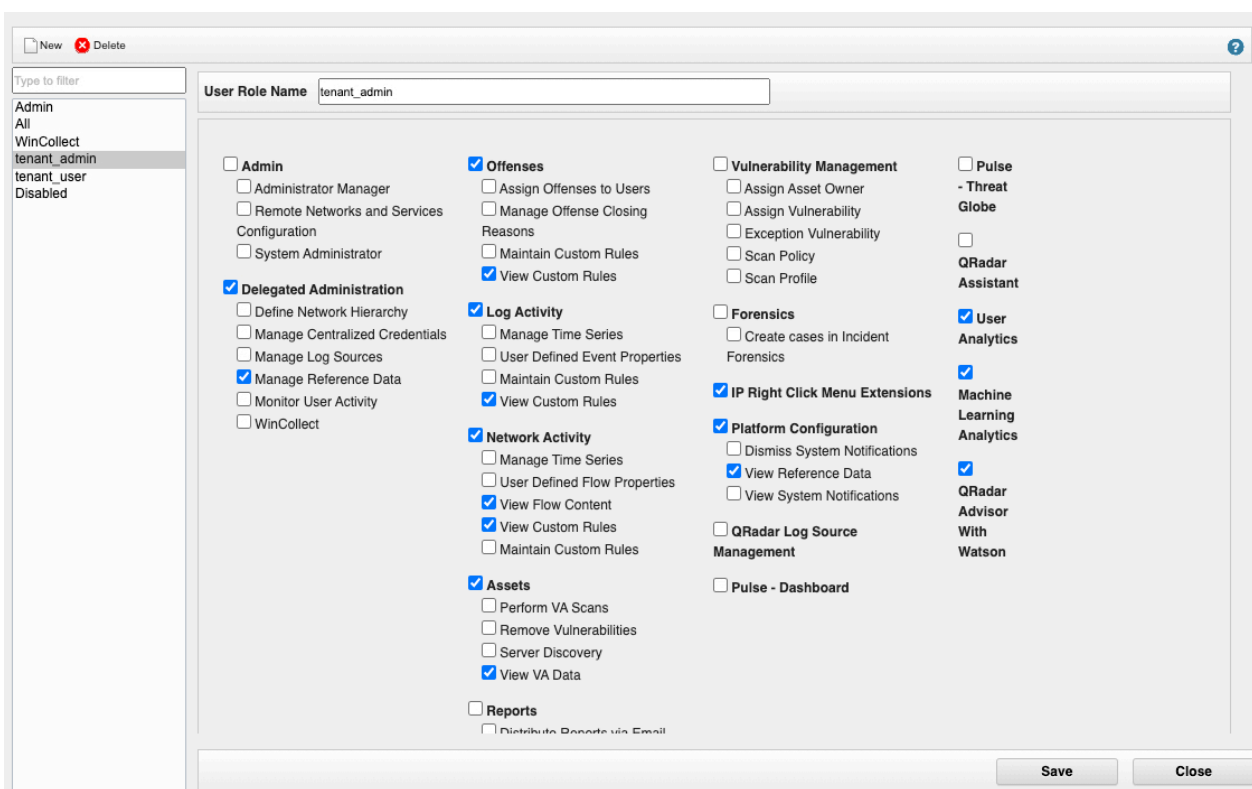 New
Delete
Type to filter
Admin
All
WinCollect
tenant_admin
tenant_user
Disabled
User Role Name
tenant_admin
Admin
Administrator Manager
Remote Networks and Services
Configuration
System Administrator
Delegated Administration
Define Network Hierarchy
Manage Centralized Credentials
Manage Log Sources
Manage Reference Data
Monitor User Activity
WinCollect
Offenses
Assign Offenses to Users
Manage Offense Closing
Reasons
Maintain Custom Rules
View Custom Rules
Log Activity
Manage Time Series
User Defined Event Properties
Maintain Custom Rules
View Custom Rules
Network Activity
Manage Time Series
User Defined Flow Properties
View Flow Content
View Custom Rules
Maintain Custom Rules
Assets
Perform VA Scans
Remove Vulnerabilities
Server Discovery
View VA Data
Reports
Distribute Reports via Email
Vulnerability Management
Assign Asset Owner
Assign Vulnerability
Exception Vulnerability
Scan Policy
Scan Profile
Forensics
Create cases in Incident
Forensics
IP Right Click Menu Extensions
Platform Configuration
Dismiss System Notifications
View Reference Data
View System Notifications
QRadar Log Source
Management
Pulse - Dashboard
Pulse
- Threat
Globe
QRadar
Assistant
User
Analytics
Machine
Learning
Analytics
QRadar
Advisor
With
Watson
Save
Close